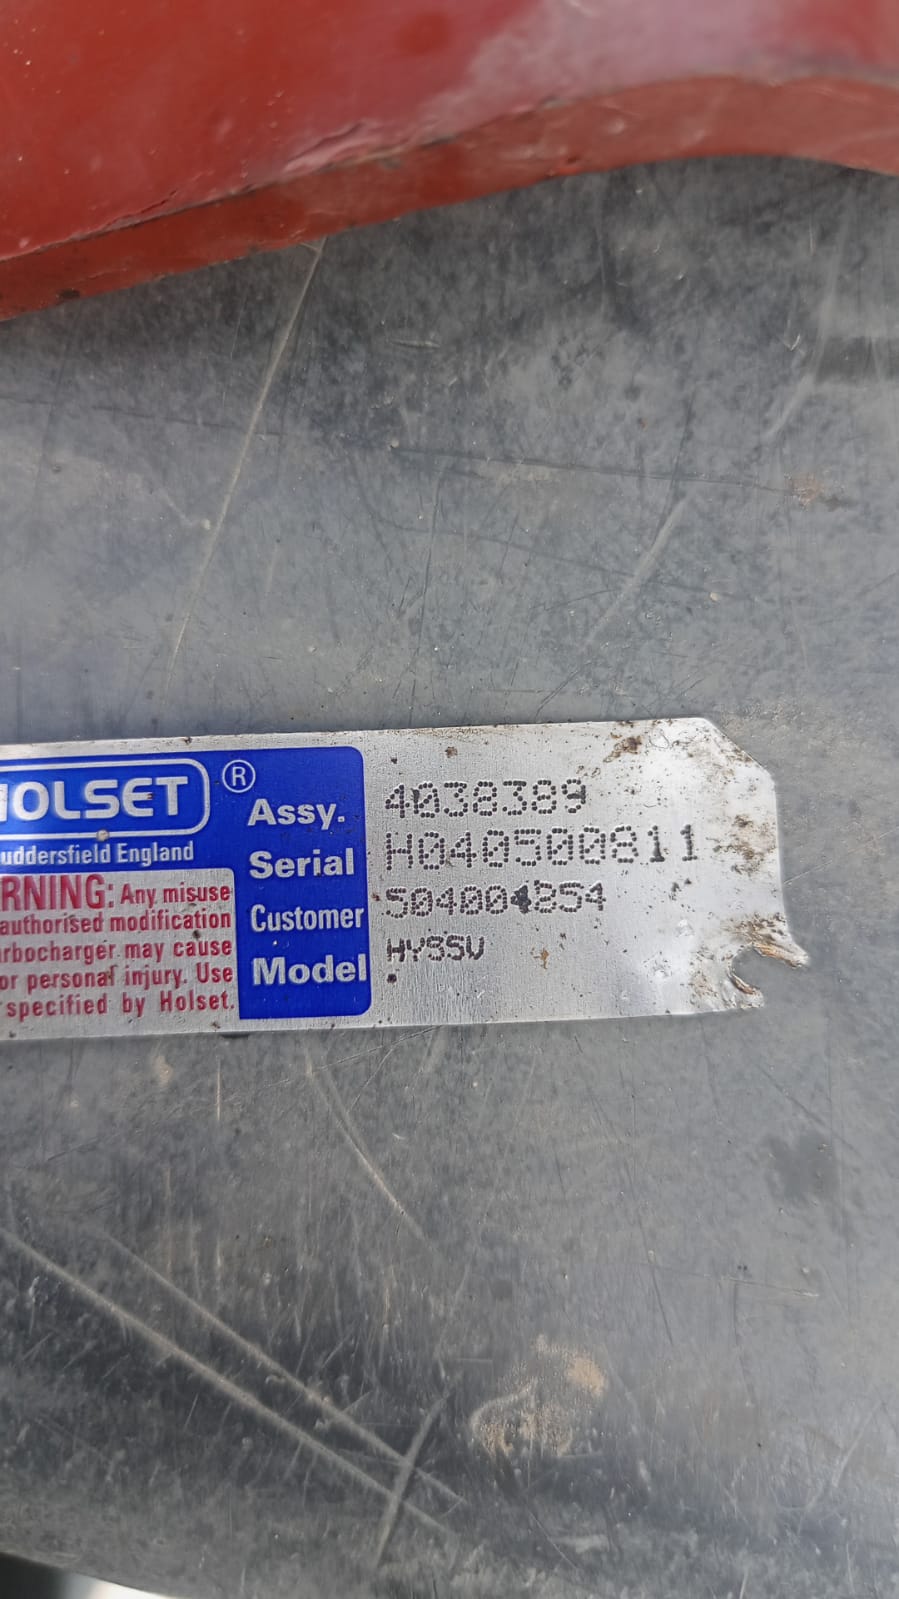 HOLSET ®
uddersfield England
RNING: Any misuse
authorised modification
rbocharger may cause
or personal injury. Use
specified by Holset.
Assy. 4038389
Serial H040500811
Customer 504004854
Model HY55V